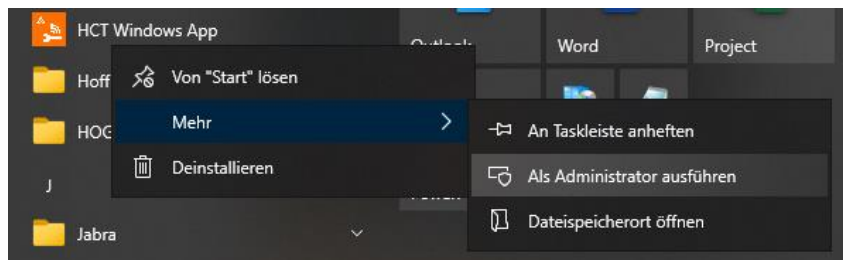 HCT Windows App
Word
Project
Hoff
Von "Start" lösen
HOG
Mehr
An Taskleiste anheften
Deinstallieren
Als Administrator ausführen
J
Dateispeicherort öffnen
Jabra